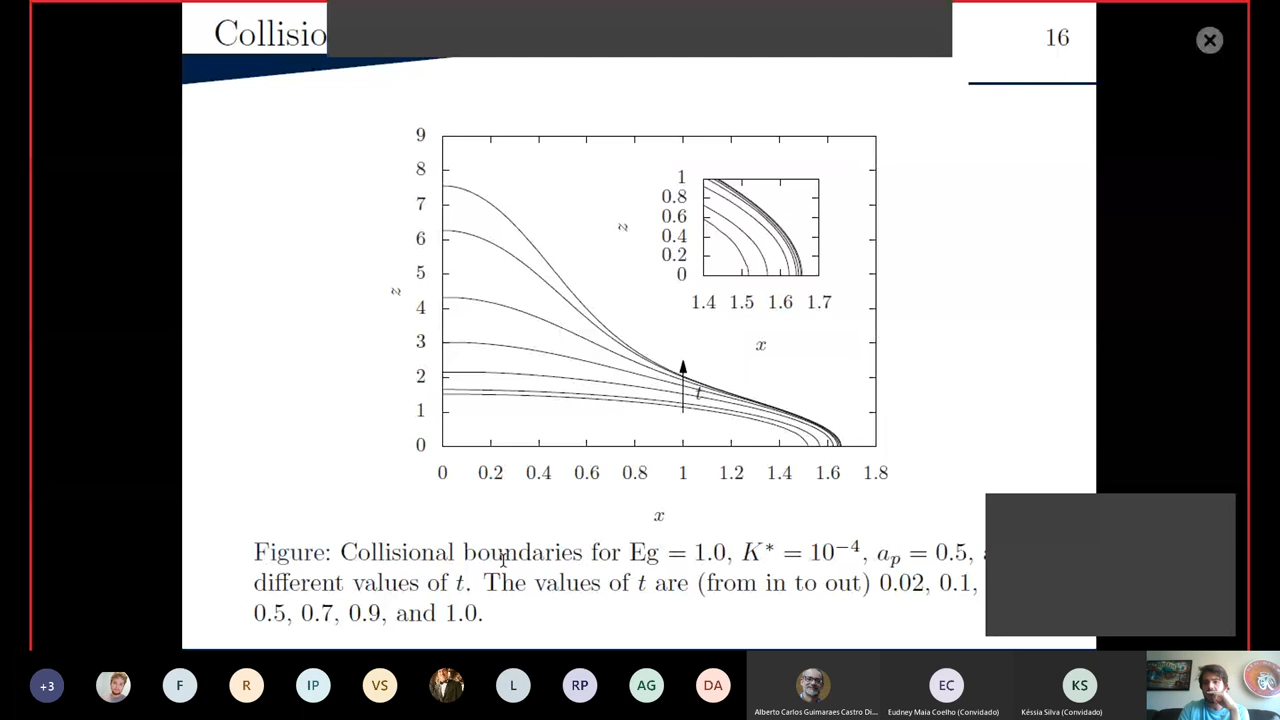 Collisio
16
9
8
7
6
5
4
3
2
1
0
z
0 0.2 0.4 0.6 0.8 1 1.2 1.4 1.6 1.8
x
t
1
0.8
0.6
0.4
0.2
0
z
1.4 1.5 1.6 1.7
x
Figure: Collisional boundaries for Eg = 1.0, K* = 10⁻⁴, aₚ = 0.5,
different values of t. The values of t are (from in to out) 0.02, 0.1,
0.5, 0.7, 0.9, and 1.0.
+3 F R IP VS L RP AG DA EC KS
Alberto Carlos Guimaraes Castro Di... Eudney Maia Coelho (Convidado) Késsia Silva (Convidado)